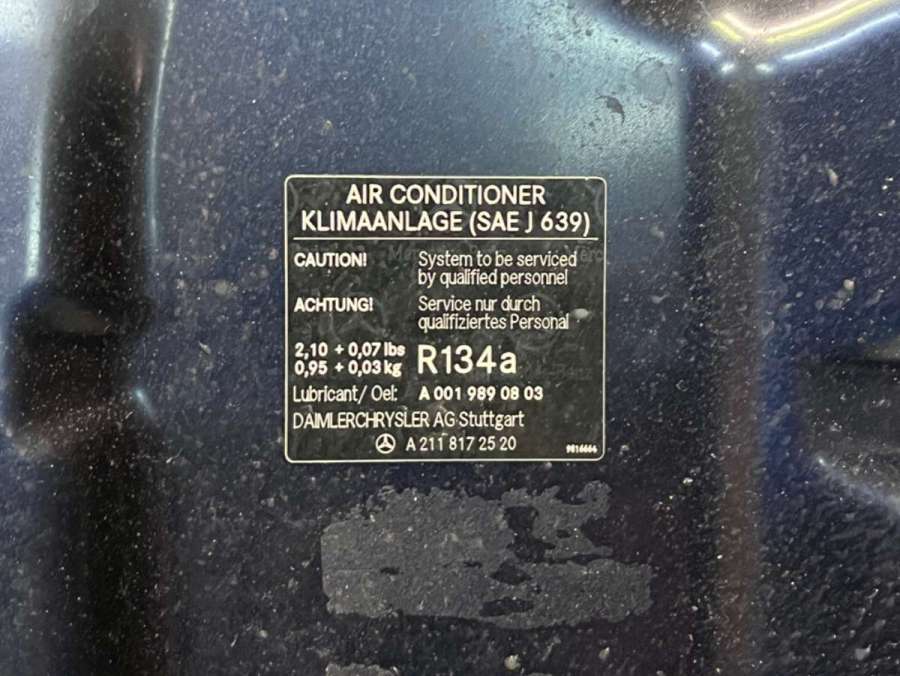 AIR CONDITIONER
KLIMAANLAGE (SAE J 639)
CAUTION! System to be serviced
by qualified personnel
ACHTUNG! Service nur durch
qualifiziertes Personal
2,10 + 0,07 lbs
0,95 + 0,03 kg R134a
Lubricant/ Oel: A 001 989 08 03
DAIMLERCHRYSLER AG Stuttgart
A 211 817 25 20